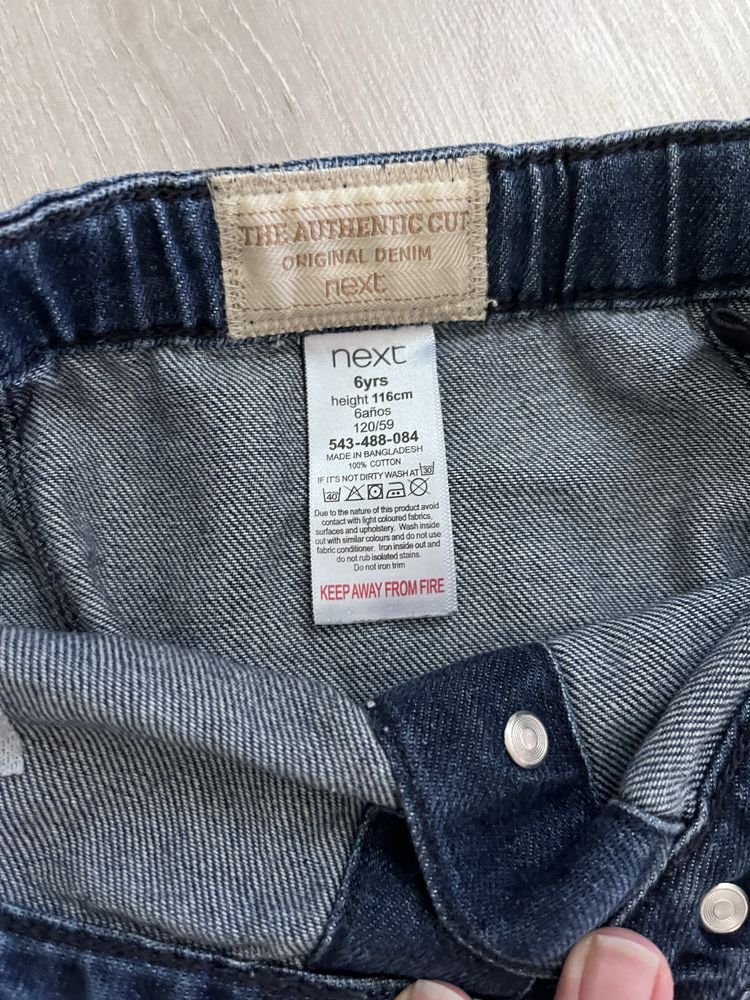 THE AUTHENTIC CUT
ORIGINAL DENIM
next
next
6yrs
height 116cm
6años
120/59
543-488-084
MADE IN BANGLADESH
100% COTTON
IF IT'S NOT DIRTY WASH AT 30
40
Due to the nature of this product avoid
contact with light coloured fabrics,
surfaces and upholstery. Wash inside
out with similar colours and do not use
fabric conditioner. Iron inside out and
do not rub isolated stains.
Do not iron trim
KEEP AWAY FROM FIRE